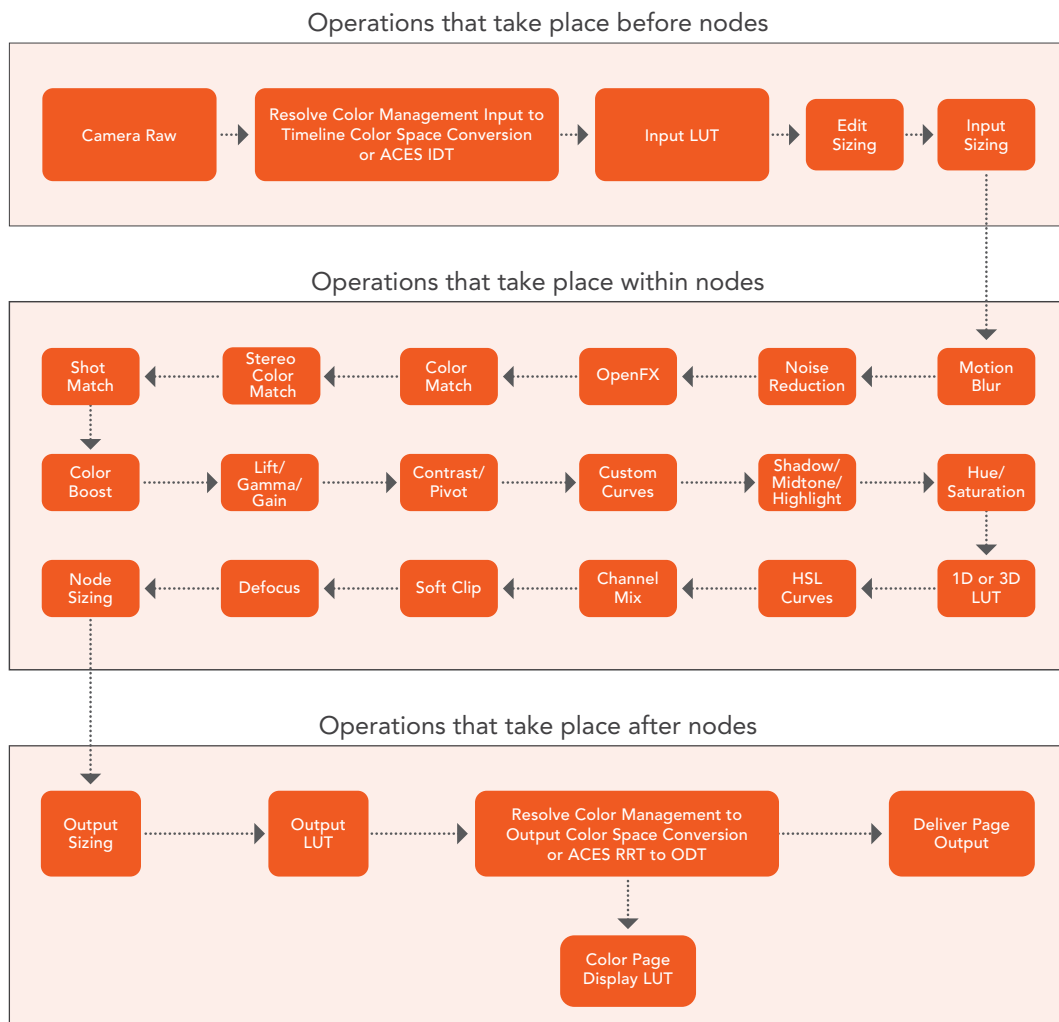 Operations that take place before nodes
Camera Raw
Resolve Color Management Input to
Timeline Color Space Conversion
or ACES IDT
Input LUT
Edit
Sizing
Input
Sizing
Operations that take place within nodes
Shot
Match
Stereo
Color
Match
Color
Match
OpenFX
Noise
Reduction
Motion
Blur
Color
Boost
Lift/
Gamma/
Gain
Contrast/
Pivot
Custom
Curves
Shadow/
Midtone/
Highlight
Hue/
Saturation
Node
Sizing
Defocus
Soft Clip
Channel
Mix
HSL
Curves
1D or 3D
LUT
Operations that take place after nodes
Output
Sizing
Output
LUT
Resolve Color Management to
Output Color Space Conversion
or ACES RRT to ODT
Deliver Page
Output
Color Page
Display LUT